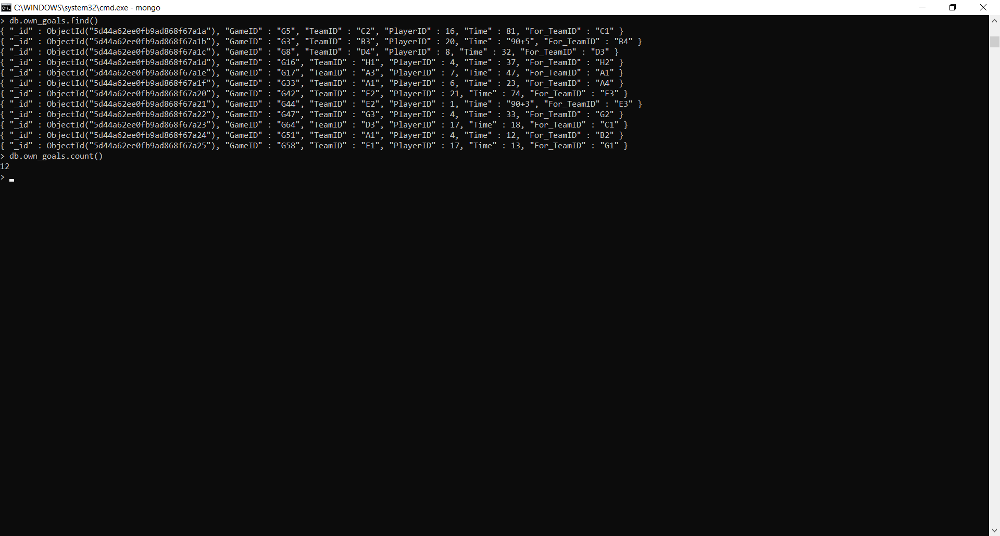 C:\WINDOWS\system32\cmd.exe - mongo
> db.own_goals.find()
{ "_id" : ObjectId("5d44a62ee0fb9ad868f67a1a"), "GameID" : "G5", "TeamID" : "C2", "PlayerID" : 16, "Time" : 81, "For_TeamID" : "C1" }
{ "_id" : ObjectId("5d44a62ee0fb9ad868f67a1b"), "GameID" : "G3", "TeamID" : "B3", "PlayerID" : 20, "Time" : "90+5", "For_TeamID" : "B4" }
{ "_id" : ObjectId("5d44a62ee0fb9ad868f67a1c"), "GameID" : "G8", "TeamID" : "D4", "PlayerID" : 8, "Time" : 32, "For_TeamID" : "D3" }
{ "_id" : ObjectId("5d44a62ee0fb9ad868f67a1d"), "GameID" : "G16", "TeamID" : "H1", "PlayerID" : 4, "Time" : 37, "For_TeamID" : "H2" }
{ "_id" : ObjectId("5d44a62ee0fb9ad868f67a1e"), "GameID" : "G17", "TeamID" : "A3", "PlayerID" : 7, "Time" : 47, "For_TeamID" : "A1" }
{ "_id" : ObjectId("5d44a62ee0fb9ad868f67a1f"), "GameID" : "G33", "TeamID" : "A1", "PlayerID" : 6, "Time" : 23, "For_TeamID" : "A4" }
{ "_id" : ObjectId("5d44a62ee0fb9ad868f67a20"), "GameID" : "G42", "TeamID" : "F2", "PlayerID" : 21, "Time" : 74, "For_TeamID" : "F3" }
{ "_id" : ObjectId("5d44a62ee0fb9ad868f67a21"), "GameID" : "G44", "TeamID" : "E2", "PlayerID" : 1, "Time" : "90+3", "For_TeamID" : "E3" }
{ "_id" : ObjectId("5d44a62ee0fb9ad868f67a22"), "GameID" : "G47", "TeamID" : "G3", "PlayerID" : 4, "Time" : 33, "For_TeamID" : "G2" }
{ "_id" : ObjectId("5d44a62ee0fb9ad868f67a23"), "GameID" : "G64", "TeamID" : "D3", "PlayerID" : 17, "Time" : 18, "For_TeamID" : "C1" }
{ "_id" : ObjectId("5d44a62ee0fb9ad868f67a24"), "GameID" : "G51", "TeamID" : "A1", "PlayerID" : 4, "Time" : 12, "For_TeamID" : "B2" }
{ "_id" : ObjectId("5d44a62ee0fb9ad868f67a25"), "GameID" : "G58", "TeamID" : "E1", "PlayerID" : 17, "Time" : 13, "For_TeamID" : "G1" }
> db.own_goals.count()
12
>